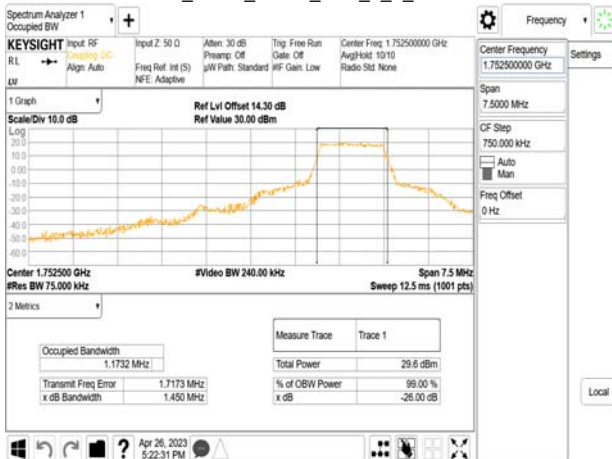 Spectrum Analyzer 1
Occupied BW
KEYSIGHT
RL
Input: RF
Coupling: DC
Align: Auto
Input Z: 50 Ω
Freq Ref: Int (S)
NFE: Adaptive
Atten: 30 dB
Preamp: Off
µW Path: Standard
Trig: Free Run
Gate: Off
#IF Gain: Low
Center Freq: 1.752500000 GHz
Avg|Hold: 10/10
Radio Std: None
Frequency
Settings
Center Frequency
1.752500000 GHz
Span
7.5000 MHz
CF Step
750.000 kHz
Auto
Man
Freq Offset
0 Hz
Local
1 Graph
Scale/Div 10.0 dB
Ref Lvl Offset 14.30 dB
Ref Value 30.00 dBm
Log
20.0
10.0
0.00
-10.0
-20.0
-30.0
-40.0
-50.0
-60.0
Center 1.752500 GHz
#Res BW 75.000 kHz
#Video BW 240.00 kHz
Span 7.5 MHz
Sweep 12.5 ms (1001 pts)
2 Metrics
Measure Trace Trace 1
Occupied Bandwidth
1.1732 MHz
Total Power 29.6 dBm
Transmit Freq Error 1.7173 MHz
% of OBW Power 99.00 %
x dB Bandwidth 1.450 MHz
x dB -26.00 dB
Apr 26, 2023
5:22:31 PM